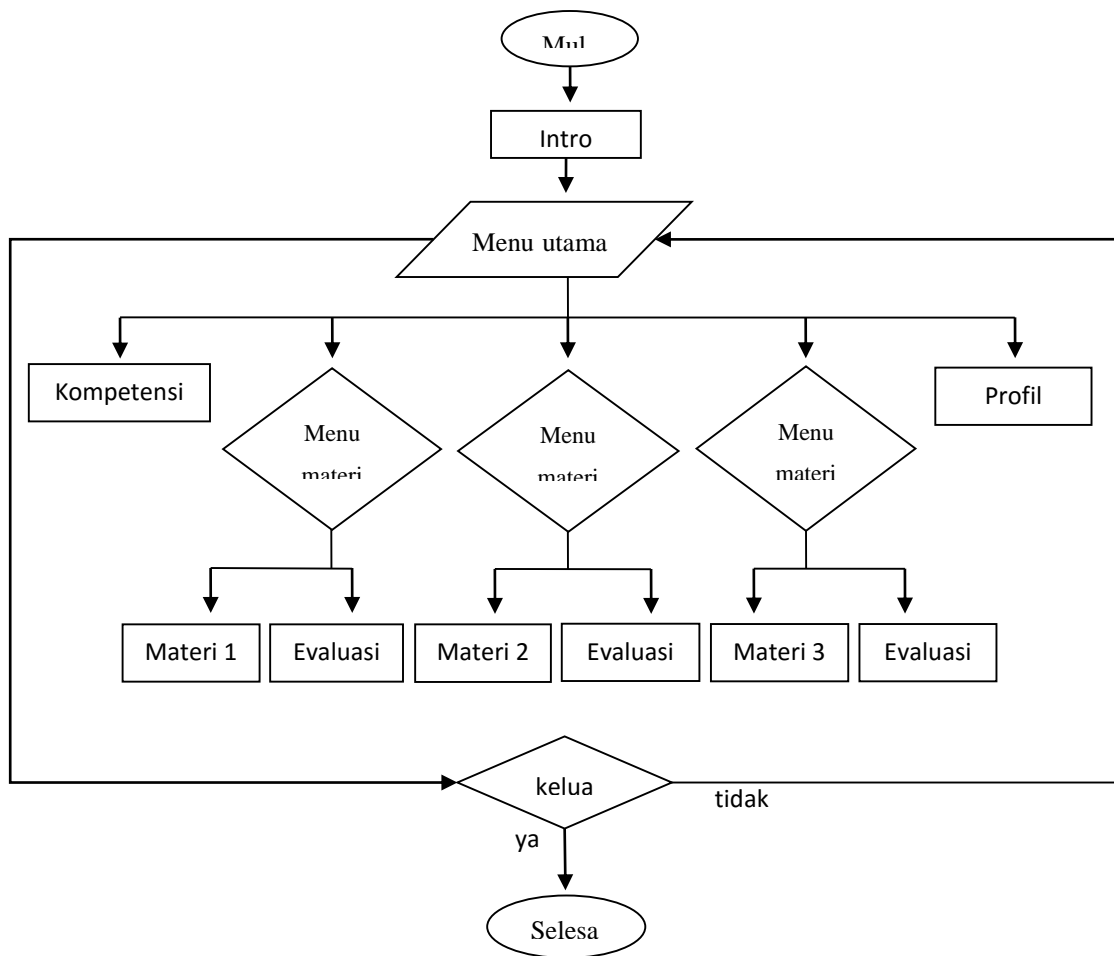 Mul
Intro
Menu utama
Kompetensi
Menu
materi
Menu
materi
Menu
materi
Profil
Materi 1
Evaluasi
Materi 2
Evaluasi
Materi 3
Evaluasi
kelua
tidak
ya
Selesa